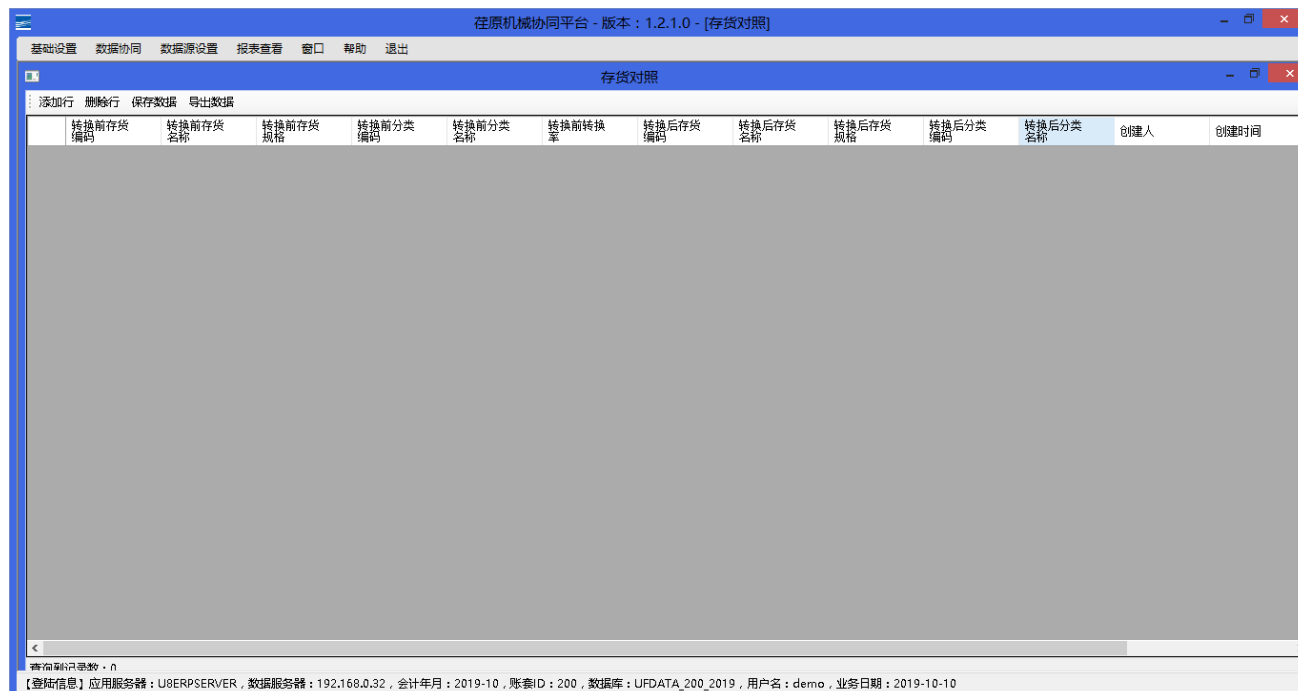 荏原机械协同平台 - 版本：1.2.1.0 - [存货对照]
基础设置 数据协同 数据源设置 报表查看 窗口 帮助 退出
存货对照
添加行 删除行 保存数据 导出数据
转换前存货编码 转换前存货名称 转换前存货规格 转换前分类编码 转换前分类名称 转换前转换率 转换后存货编码 转换后存货名称 转换后存货规格 转换后分类编码 转换后分类名称 创建人 创建时间
查询到记录数：0
【登陆信息】应用服务器：U8ERPSERVER，数据服务器：192.168.0.32，会计年月：2019-10，账套ID：200，数据库：UFDATA_200_2019，用户名：demo，业务日期：2019-10-10